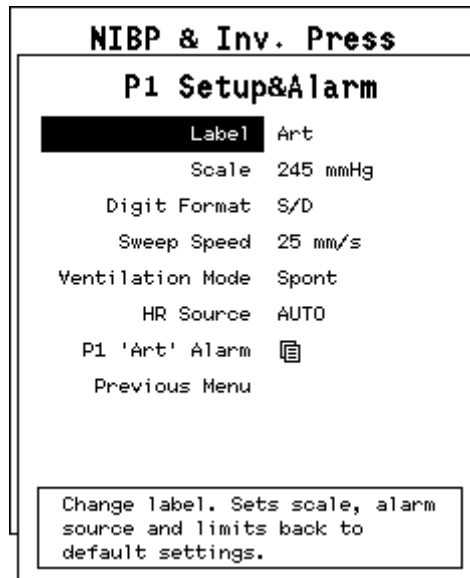 NIBP & Inv. Press
P1 Setup&Alarm
Label Art
Scale 245 mmHg
Digit Format S/D
Sweep Speed 25 mm/s
Ventilation Mode Spont
HR Source AUTO
P1 'Art' Alarm
Previous Menu
Change label. Sets scale, alarm
source and limits back to
default settings.